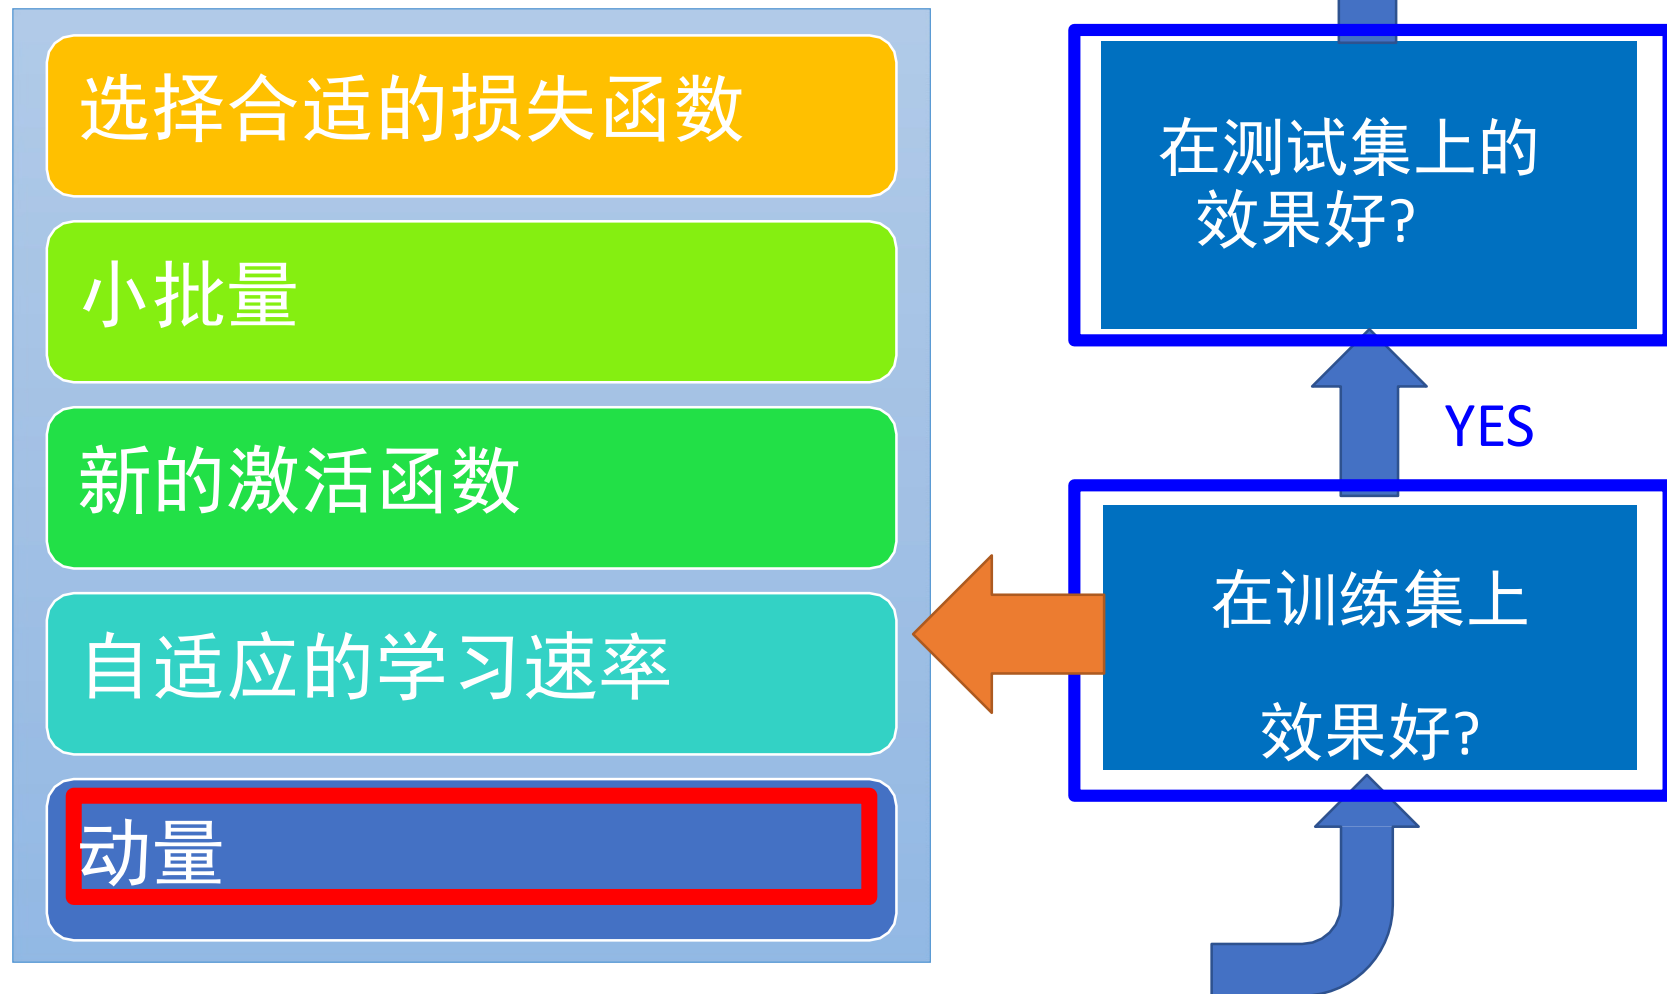 选择合适的损失函数
小批量
新的激活函数
自适应的学习速率
动量
在测试集上的
效果好?
YES
在训练集上
效果好?